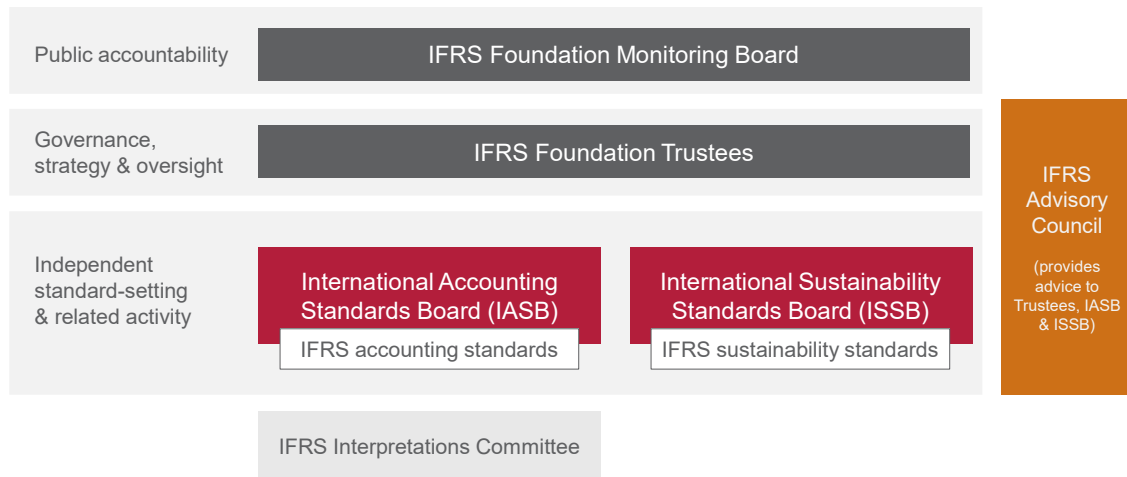 Public accountability
IFRS Foundation Monitoring Board
Governance,
strategy & oversight
IFRS Foundation Trustees
Independent
standard-setting
& related activity
International Accounting
Standards Board (IASB)
IFRS accounting standards
International Sustainability
Standards Board (ISSB)
IFRS sustainability standards
IFRS Interpretations Committee
IFRS
Advisory
Council
(provides
advice to
Trustees, IASB
& ISSB)